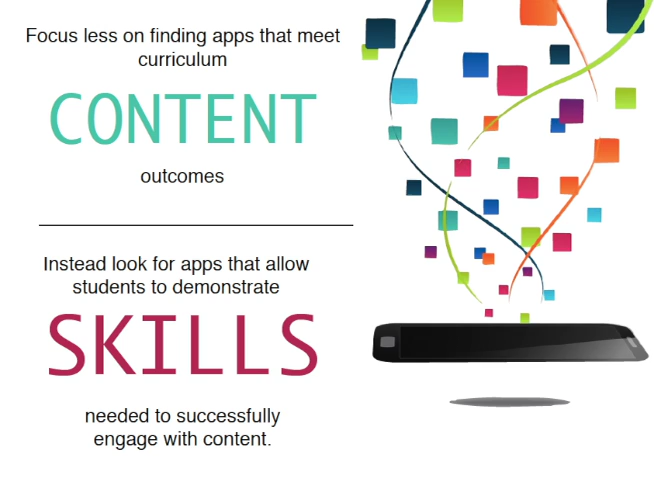 Focus less on finding apps that meet
curriculum
CONTENT
outcomes
Instead look for apps that allow
students to demonstrate
SKILLS
needed to successfully
engage with content.